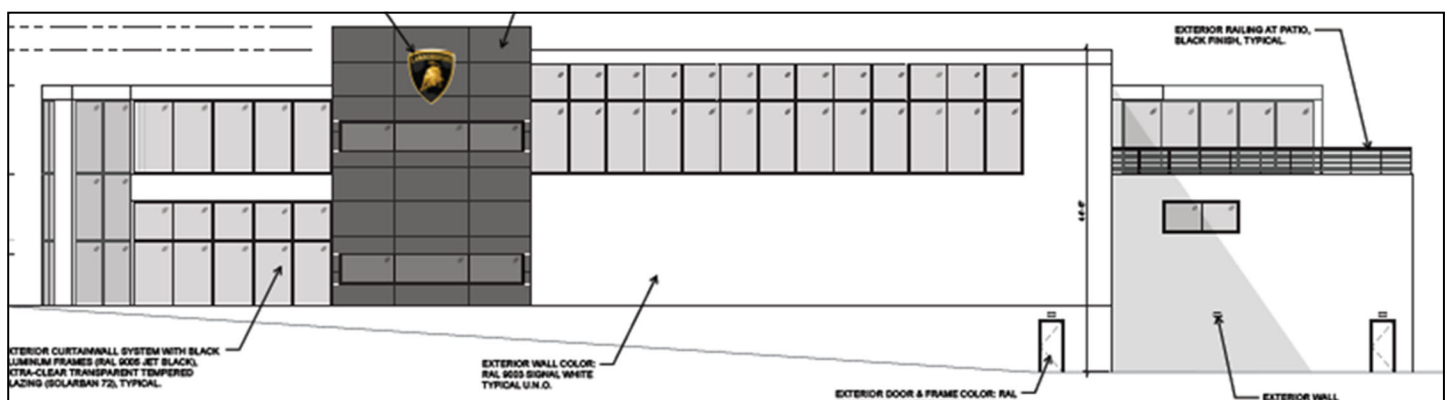 EXTERIOR RAILING AT PATIO,
BLACK FINISH, TYPICAL.
LAMBORGHINI
XTERIOR CURTAINWALL SYSTEM WITH BLACK
LUMINUM FRAMES (RAL 9005 JET BLACK),
XTRA-CLEAR TRANSPARENT TEMPERED
LAZING (SOLARBAN 72), TYPICAL.
EXTERIOR WALL COLOR:
RAL 9003 SIGNAL WHITE
TYPICAL U.N.O.
EXTERIOR DOOR & FRAME COLOR: RAL
EXTERIOR WALL